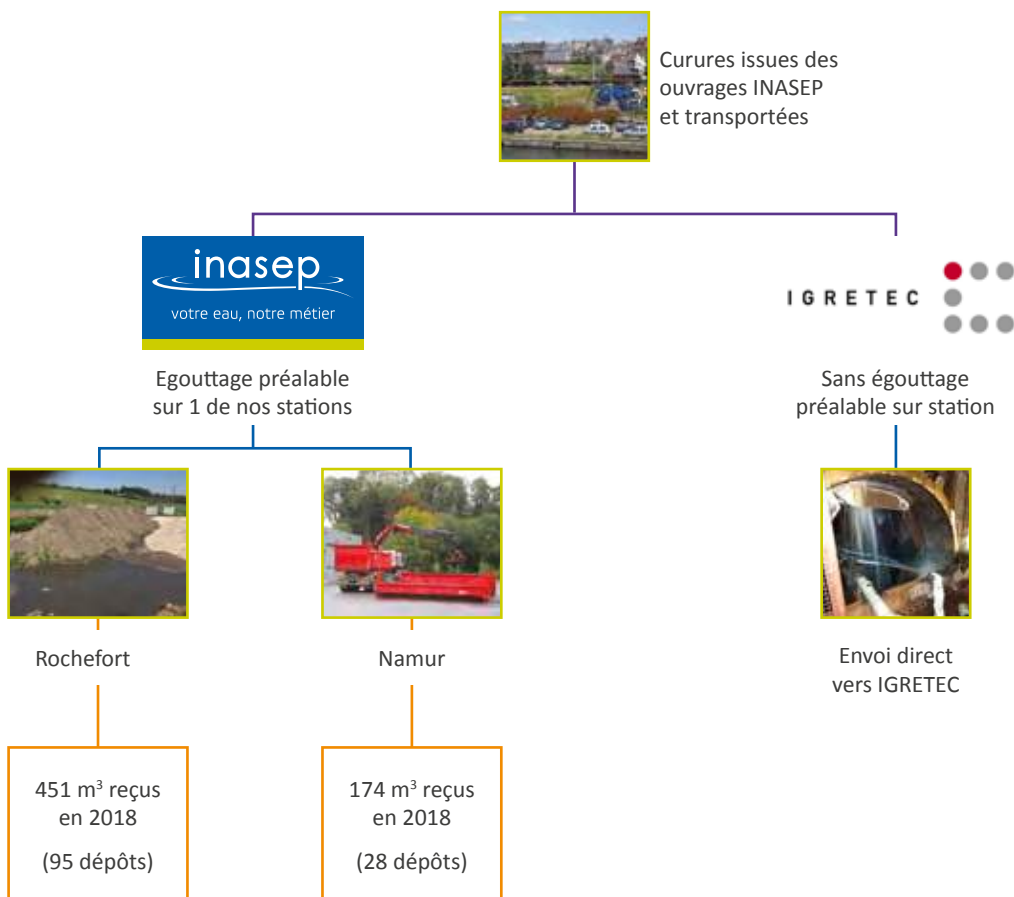 Curures issues des
ouvrages INASEP
et transportées
inasep
votre eau, notre métier
IGRETEC
Egouttage préalable
sur 1 de nos stations
Sans égouttage
préalable sur station
Rochefort
Namur
Envoi direct
vers IGRETEC
451 m³ reçus
en 2018
(95 dépôts)
174 m³ reçus
en 2018
(28 dépôts)